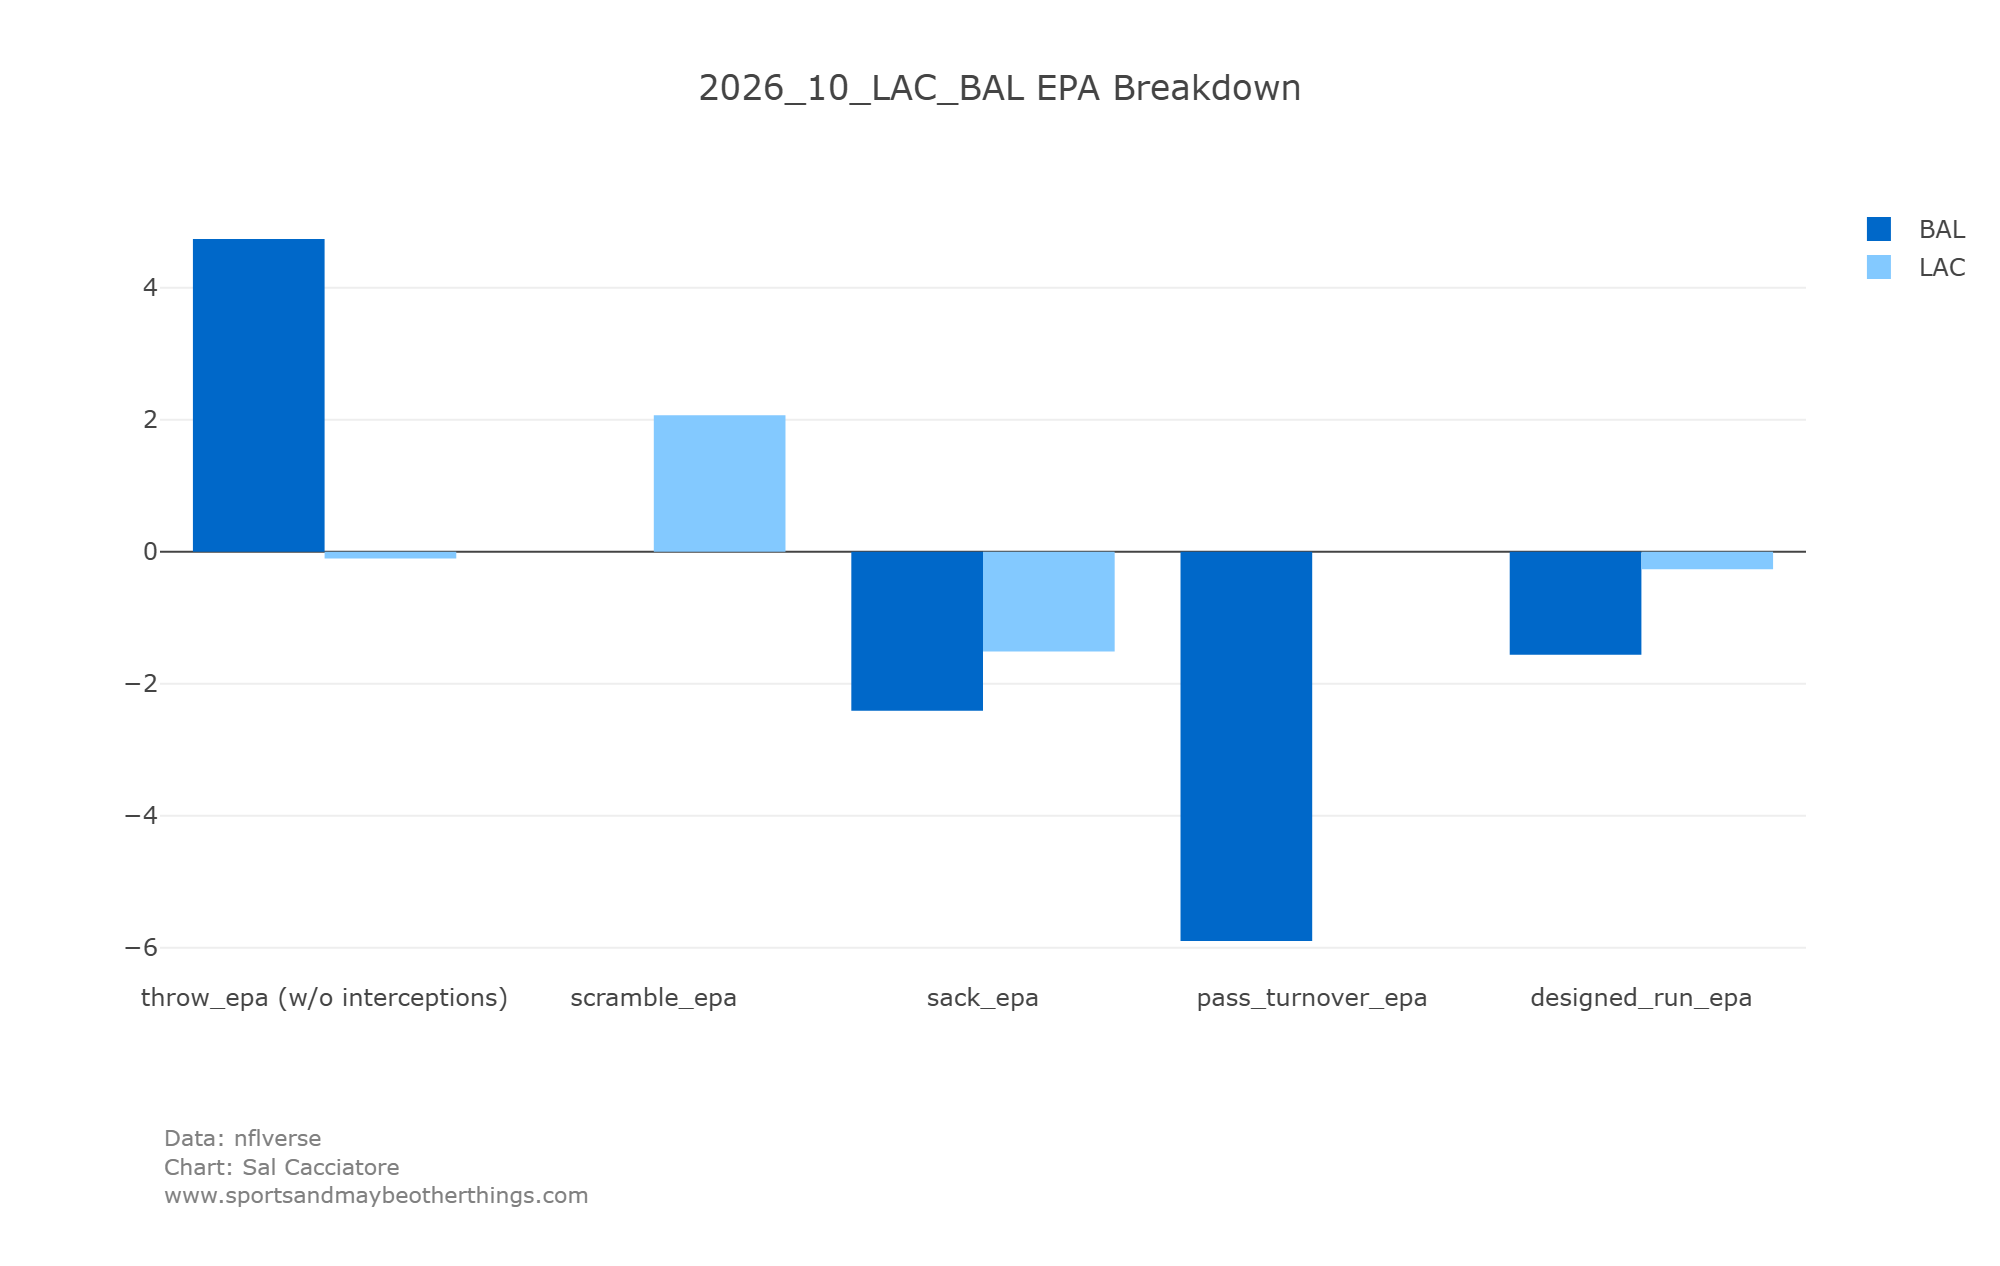 2026_10_LAC_BAL EPA Breakdown
BAL
LAC
4
2
0
−2
−4
−6
throw_epa (w/o interceptions)
scramble_epa
sack_epa
pass_turnover_epa
designed_run_epa
Data: nflverse
Chart: Sal Cacciatore
www.sportsandmaybeotherthings.com